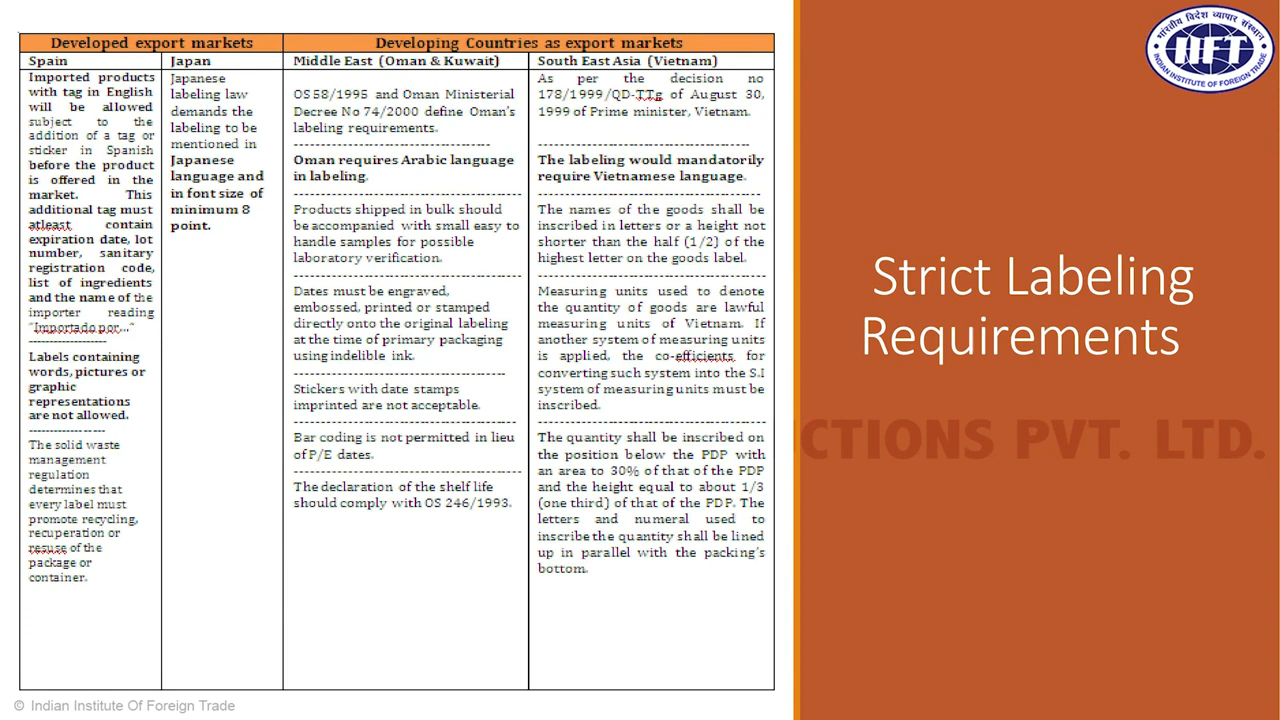 Developed export markets
Developing Countries as export markets
Spain
Japan
Middle East (Oman & Kuwait)
South East Asia (Vietnam)
Imported products
with tag in English
will be allowed
subject to the
addition of a tag or
sticker in Spanish
before the product
is offered in the
market. This
additional tag must
atleast contain
expiration date, lot
number, sanitary
registration code,
list of ingredients
and the name of the
importer reading
"Importado por..."
-------------------
Labels containing
words, pictures or
graphic
representations
are not allowed.
------------------
The solid waste
management
regulation
determines that
every label must
promote recycling,
recuperation or
resuse of the
package or
container.
Japanese
labeling law
demands the
labeling to be
mentioned in
Japanese
language and
in font size of
minimum 8
point.
OS 58/1995 and Oman Ministerial
Decree No 74/2000 define Oman's
labeling requirements.
-----------------------------------------------
Oman requires Arabic language
in labeling.
-----------------------------------------------
Products shipped in bulk should
be accompanied with small easy to
handle samples for possible
laboratory verification.
-----------------------------------------------
Dates must be engraved,
embossed, printed or stamped
directly onto the original labeling
at the time of primary packaging
using indelible ink.
-----------------------------------------------
Stickers with date stamps
imprinted are not acceptable.
-----------------------------------------------
Bar coding is not permitted in lieu
of P/E dates.
-----------------------------------------------
The declaration of the shelf life
should comply with OS 246/1993.
As per the decision no
178/1999/QD-TTg of August 30,
1999 of Prime minister, Vietnam.
-----------------------------------------------
The labeling would mandatorily
require Vietnamese language.
-----------------------------------------------
The names of the goods shall be
inscribed in letters or a height not
shorter than the half (1/2) of the
highest letter on the goods label.
-----------------------------------------------
Measuring units used to denote
the quantity of goods are lawful
measuring units of Vietnam. If
another system of measuring units
is applied, the co-efficients for
converting such system into the S.I
system of measuring units must be
inscribed.
-----------------------------------------------
The quantity shall be inscribed on
the position below the PDP with
an area to 30% of that of the PDP
and the height equal to about 1/3
(one third) of that of the PDP. The
letters and numeral used to
inscribe the quantity shall be lined
up in parallel with the packing's
bottom.
© Indian Institute Of Foreign Trade
भारतीय विदेश व्यापार संस्थान
IIFT
INDIAN INSTITUTE OF FOREIGN TRADE
Strict Labeling
Requirements
CTIONS PVT. LTD.